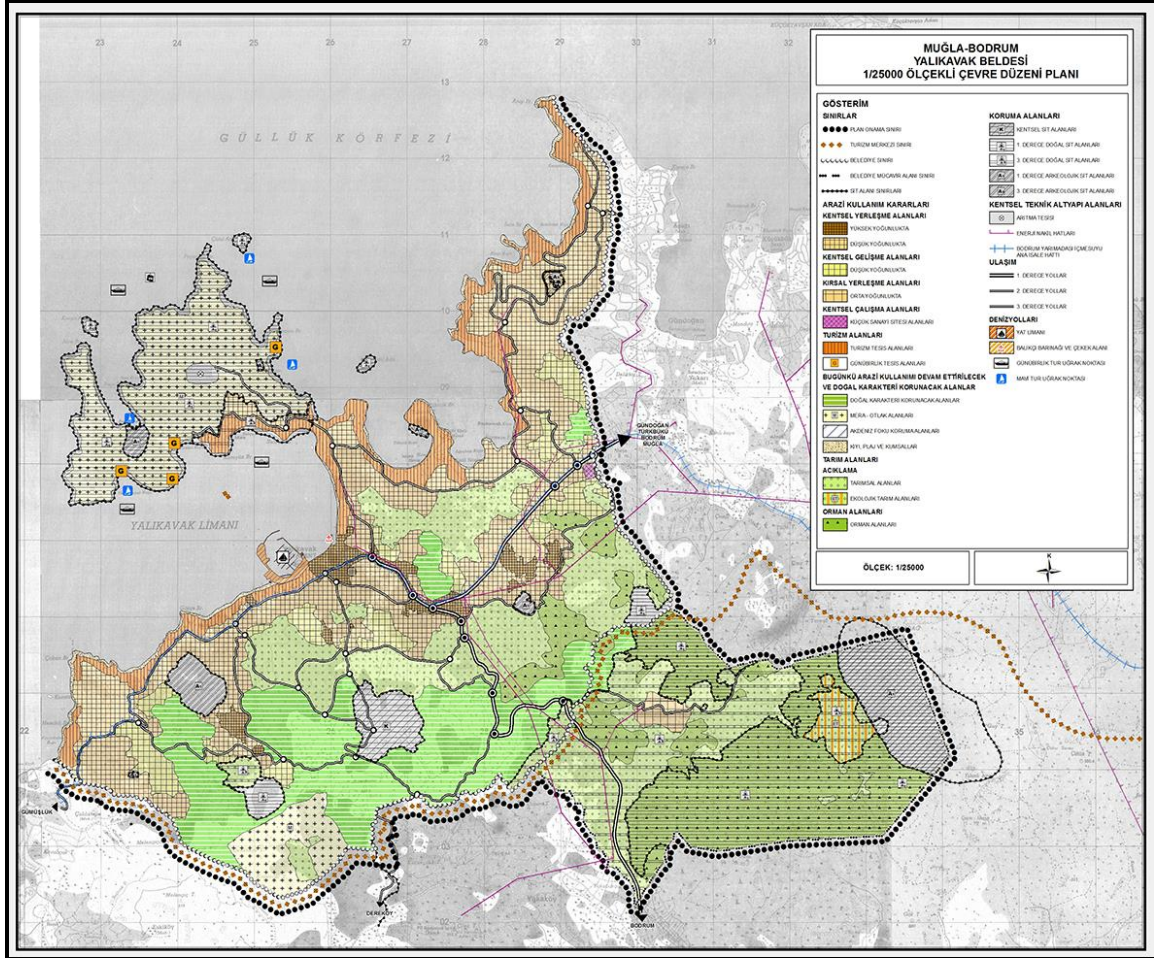 MUĞLA-BODRUM
YALIKAVAK BELDESİ
1/25000 ÖLÇEKLİ ÇEVRE DÜZENİ PLANI
GÖSTERİM
SINIRLAR
PLAN ONAMA SINIRI
TURİZM MERKEZİ SINIRI
BELEDİYE SINIRI
BELEDİYE MÜCAVİR ALANI SINIRI
SİT ALANI SINIRLARI
ARAZİ KULLANIM KARARLARI
KENTSEL YERLEŞME ALANLARI
YÜKSEK YOĞUNLUKTA
DÜŞÜK YOĞUNLUKTA
KENTSEL GELİŞME ALANLARI
DÜŞÜK YOĞUNLUKTA
KIRSAL YERLEŞME ALANLARI
ORTA YOĞUNLUKTA
KENTSEL ÇALIŞMA ALANLARI
KÜÇÜK SANAYİ SİTESİ ALANLARI
TURİZM ALANLARI
TURİZM TESİS ALANLARI
G
GÜNÜBİRLİK TESİS ALANLARI
BUGÜNKÜ ARAZİ KULLANIMI DEVAM ETTİRİLECEK
VE DOĞAL KARAKTERİ KORUNACAK ALANLAR
DOĞAL KARAKTERİ KORUNACAK ALANLAR
MERA- OTLAK ALANLARI
AKDENİZ FOKU KORUMA ALANLARI
KIYI, PLAJ VE KUMSALLAR
TARIM ALANLARI
ACIKLAMA
TARIMSAL ALANLAR
EKOLOJİK TARIM ALANLARI
ORMAN ALANLARI
ORMAN ALANLARI
KORUMA ALANLARI
KENTSEL SİT ALANLARI
1. DERECE DOĞAL SİT ALANLARI
3. DERECE DOĞAL SİT ALANLARI
1. DERECE ARKEOLOJİK SİT ALANLARI
3. DERECE ARKEOLOJİK SİT ALANLARI
KENTSEL TEKNİK ALTYAPI ALANLARI
ARITMA TESİSİ
ENERJİ NAKİL HATLARI
BODRUM YARIMADASI İÇMESUYU
ANA İSALE HATTI
ULAŞIM
1. DERECE YOLLAR
2. DERECE YOLLAR
3. DERECE YOLLAR
DENİZYOLLARI
YAT LİMANI
BALIKÇI BARINAĞI VE ÇEKEK ALANI
GÜNÜBİRLİK TUR UĞRAK NOKTASI
MAVİ TUR UĞRAK NOKTASI
ÖLÇEK: 1/25000
K
23 24 25 26 27 28 29 30 31 32
13
12
11
10
09
GÜLLÜK KÖRFEZİ
YALIKAVAK LİMANI
G
G
G
G
GÜNDOĞAN
TÜRKBÜKÜ
BODRUM
MUĞLA
22
35
03
02
GÜMÜŞLÜK
DEREKÖY
BODRUM